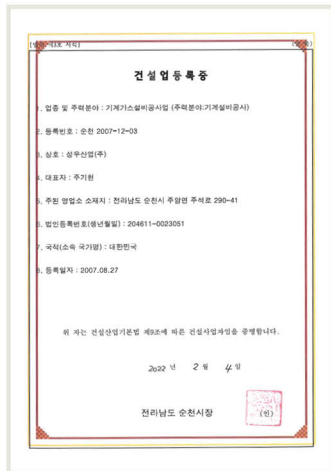 건설업등록증
1. 업종 및 주력분야 : 기계가스설비공사업 (주력분야:기계설비공사)
2. 등록번호 : 순천 2007-12-03
3. 상호 : 삼우산업(주)
4. 대표자 : 주기현
5. 주된 영업소 소재지 : 전라남도 순천시 주암면 주석로 290-41
6. 법인등록번호(생년월일) : 204611-0023051
7. 국적(소속 국가명) : 대한민국
8. 등록일자 : 2007.08.27
위 자는 건설산업기본법 제9조에 따른 건설사업자임을 증명합니다.
2022 년 2 월 4 일
전라남도 순천시장 (인)